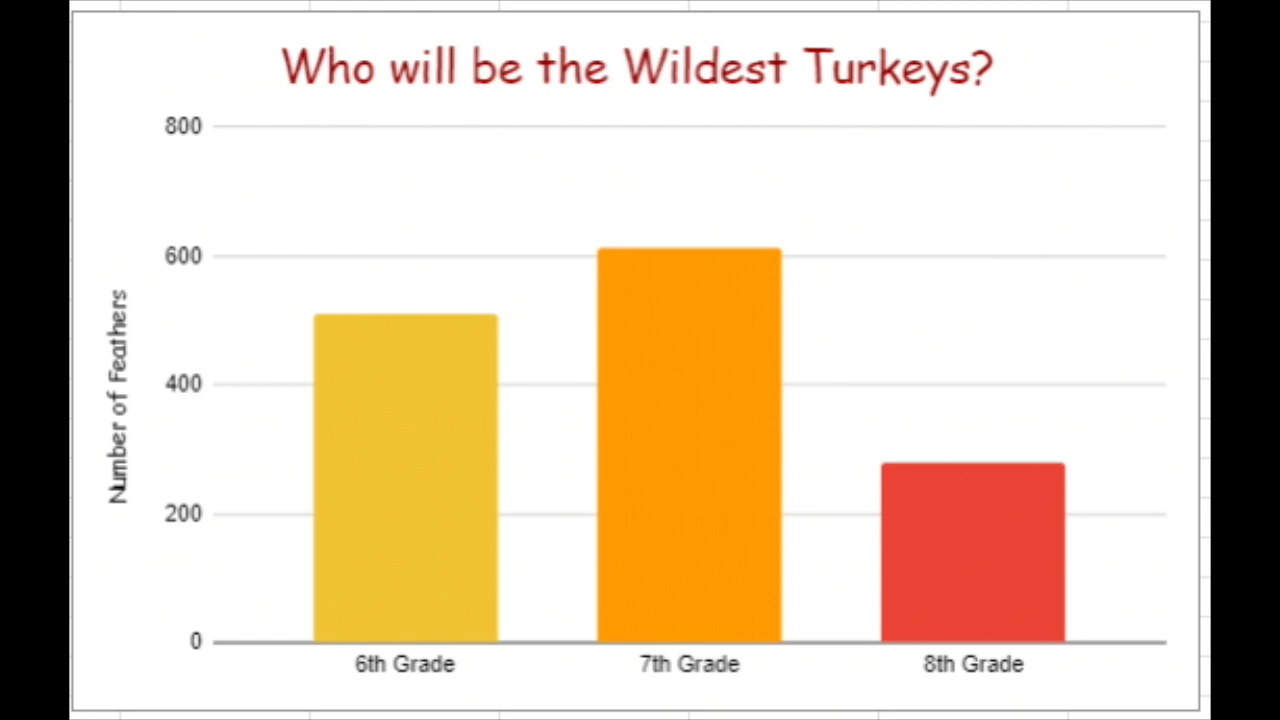 Who will be the Wildest Turkeys?
800
600
400
200
0
Number of Feathers
6th Grade
7th Grade
8th Grade